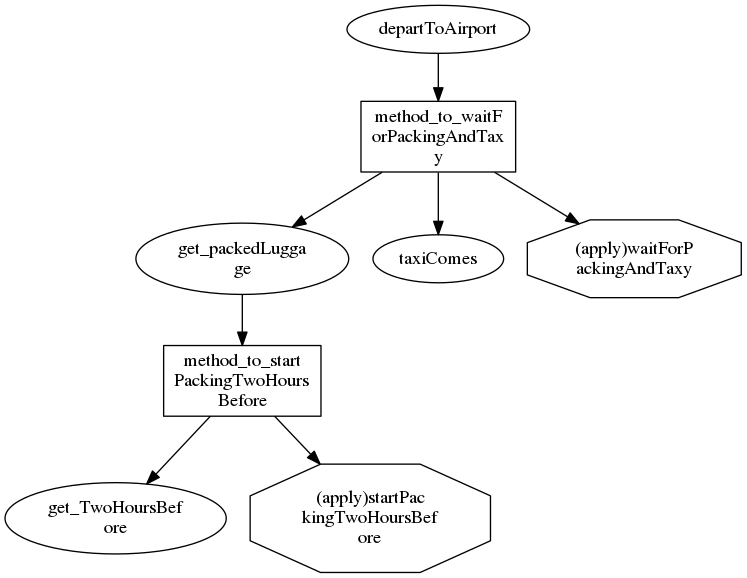 departToAirport
method_to_waitF
orPackingAndTax
y
get_packedLugga
ge
taxiComes
(apply)waitForP
ackingAndTaxy
method_to_start
PackingTwoHours
Before
get_TwoHoursBef
ore
(apply)startPac
kingTwoHoursBef
ore